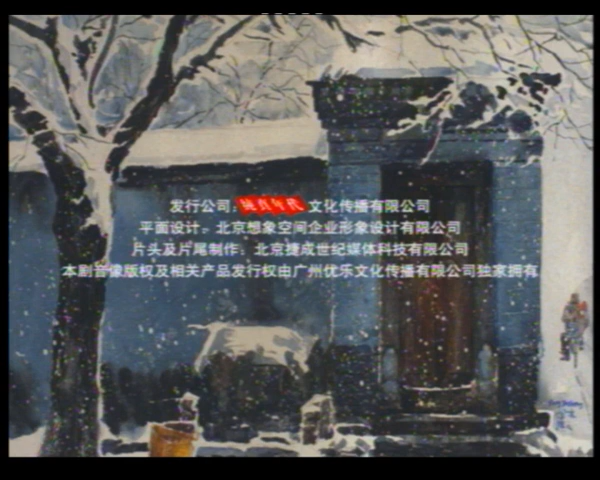 发行公司：文化传播有限公司
平面设计：北京想象空间企业形象设计有限公司
片头及片尾制作：北京捷成世纪媒体科技有限公司
本剧音像版权及相关产品发行权由广州优乐文化传播有限公司独家拥有